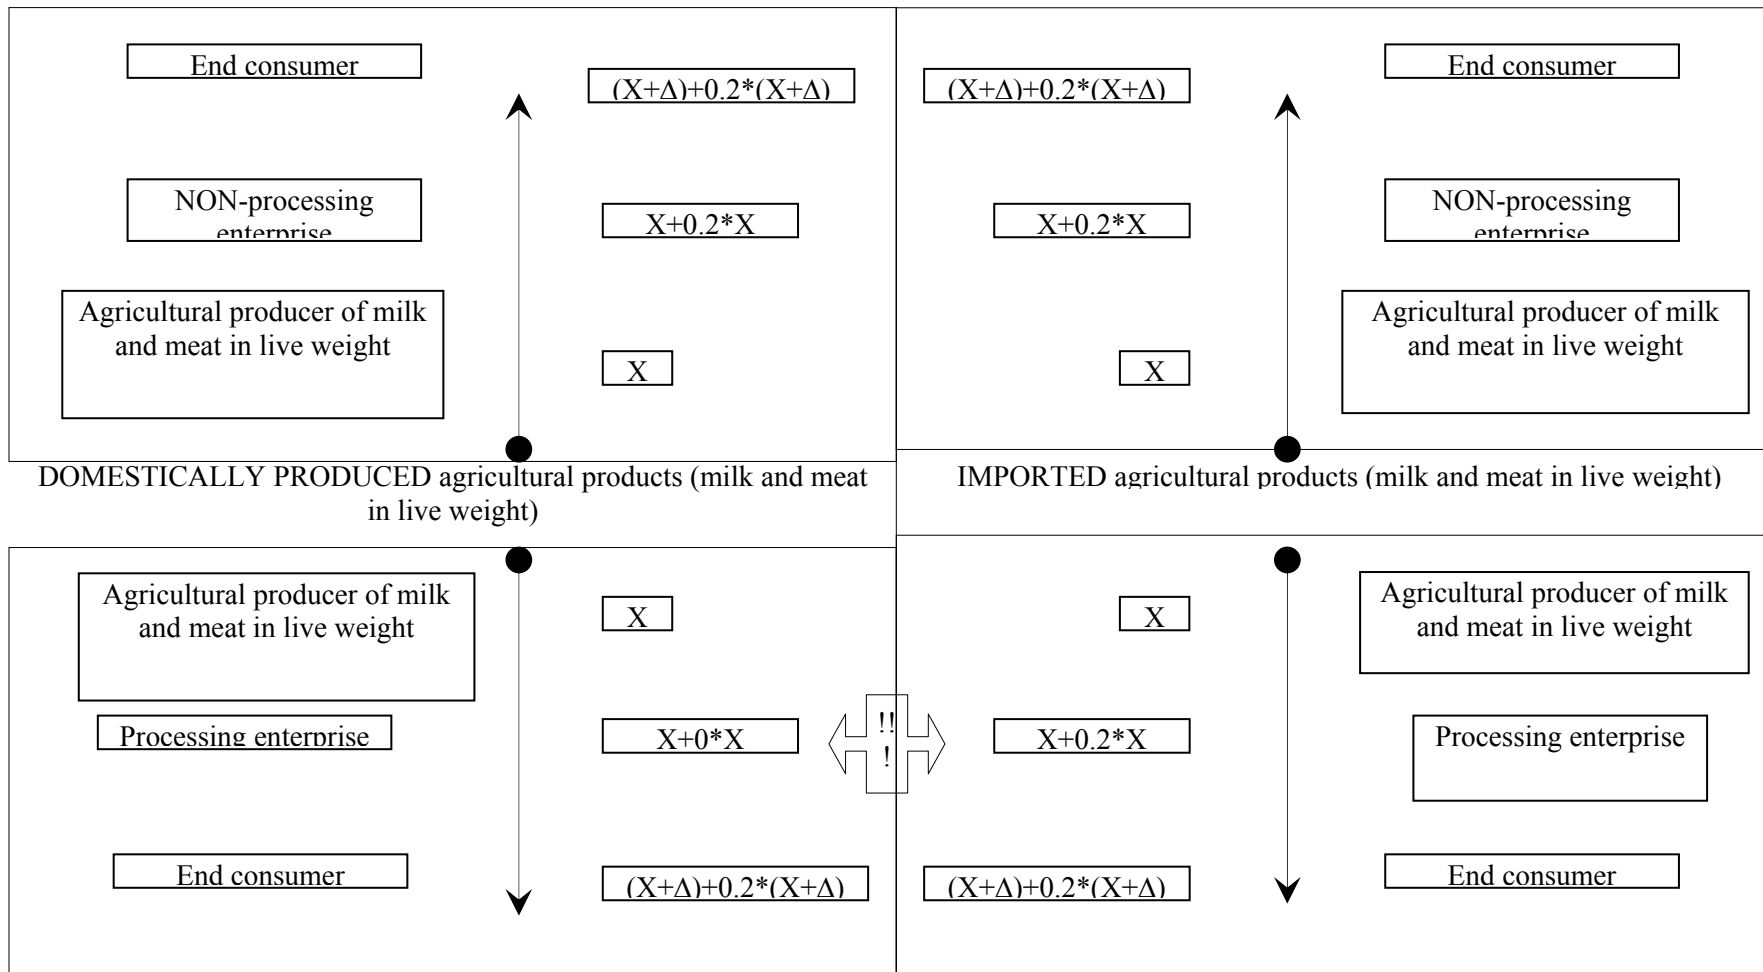 End consumer
(X+Δ)+0.2*(X+Δ)
NON-processing
enterprise
X+0.2*X
Agricultural producer of milk
and meat in live weight
X
(X+Δ)+0.2*(X+Δ)
End consumer
X+0.2*X
NON-processing
enterprise
X
Agricultural producer of milk
and meat in live weight
DOMESTICALLY PRODUCED agricultural products (milk and meat
in live weight)
IMPORTED agricultural products (milk and meat in live weight)
Agricultural producer of milk
and meat in live weight
X
Processing enterprise
X+0*X
End consumer
(X+Δ)+0.2*(X+Δ)
!!
!
X
Agricultural producer of milk
and meat in live weight
X+0.2*X
Processing enterprise
(X+Δ)+0.2*(X+Δ)
End consumer